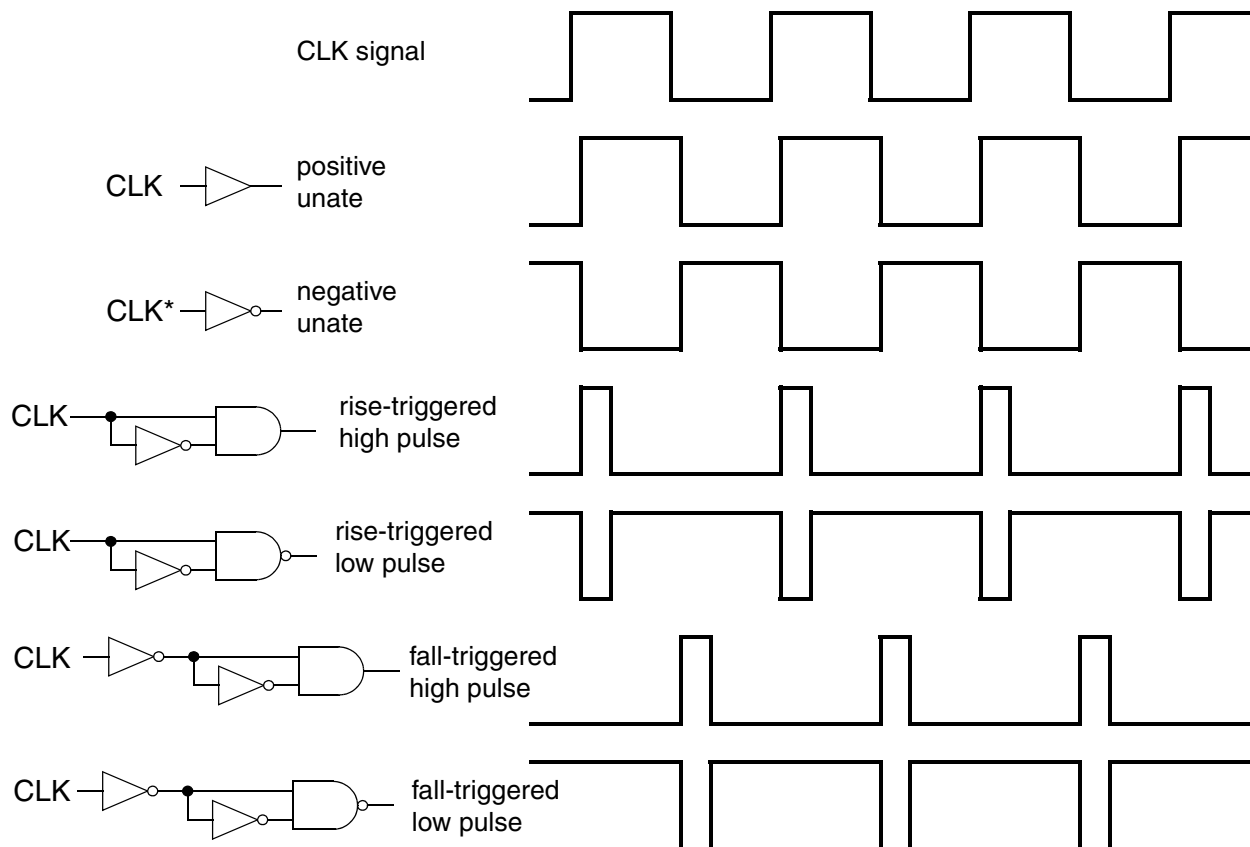 CLK signal
CLK
positive
unate
CLK*
negative
unate
CLK
rise-triggered
high pulse
CLK
rise-triggered
low pulse
CLK
fall-triggered
high pulse
CLK
fall-triggered
low pulse